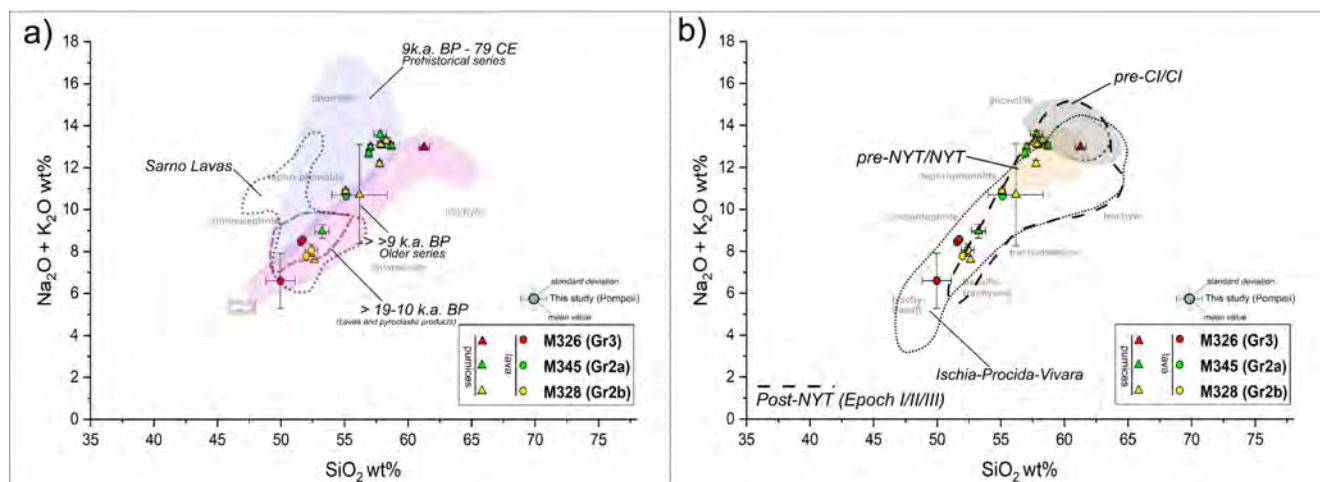 a)
18
16
14
12
10
8
6
4
2
0
Na2O + K2O wt%
9k.a. BP - 79 CE
Prehistorical series
phonolite
Sarno Lavas
trachyte
> >9 k.a. BP
Older series
> 19-10 k.a. BP
(Lavas and pyroclastic products)
standard deviation
This study (Pompeii)
mean value
pumices
lava
M326 (Gr3)
M345 (Gr2a)
M328 (Gr2b)
35 40 45 50 55 60 65 70 75
SiO2 wt%
b)
18
16
14
12
10
8
6
4
2
0
Na2O + K2O wt%
pre-CI/CI
phonolite
pre-NYT/NYT
trachyte
standard deviation
This study (Pompeii)
mean value
pumices
lava
M326 (Gr3)
M345 (Gr2a)
M328 (Gr2b)
Ischia-Procida-Vivara
Post-NYT (Epoch I/II/III)
35 40 45 50 55 60 65 70 75
SiO2 wt%